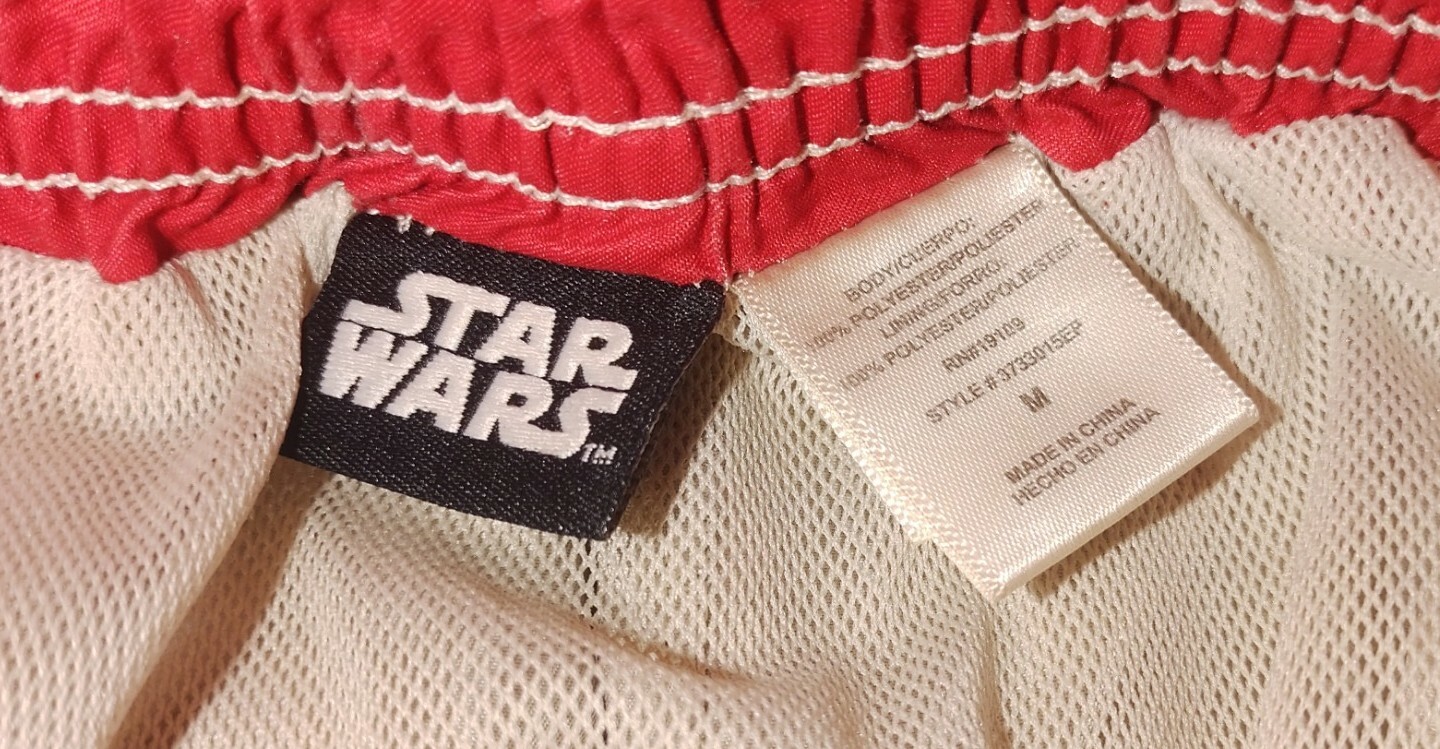 STAR
WARS
TM
BODY/CUERPO:
100% POLYESTER/POLIESTER
LINING/FORRO
100% POLYESTER/POLIESTER
RN#19109
STYLE # 3733015EP
M
MADE IN CHINA
HECHO EN CHINA